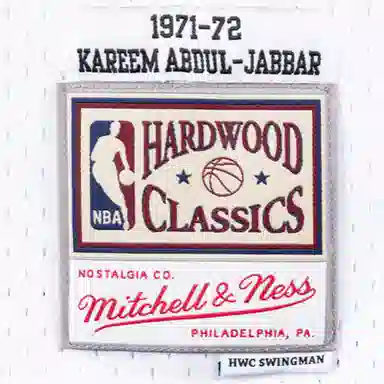 1971-72
KAREEM ABDUL-JABBAR
HARDWOOD
NBA
CLASSICS
NOSTALGIA CO.
Mitchell & Ness
PHILADELPHIA, PA.
HWC SWINGMAN